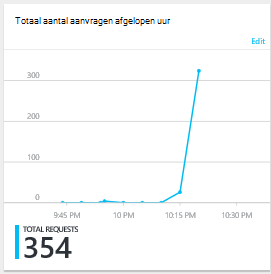 Totaal aantal aanvragen afgelopen uur
Edit
300
200
100
0
9:45 PM 10 PM 10:15 PM 10:30 PM
TOTAL REQUESTS
354